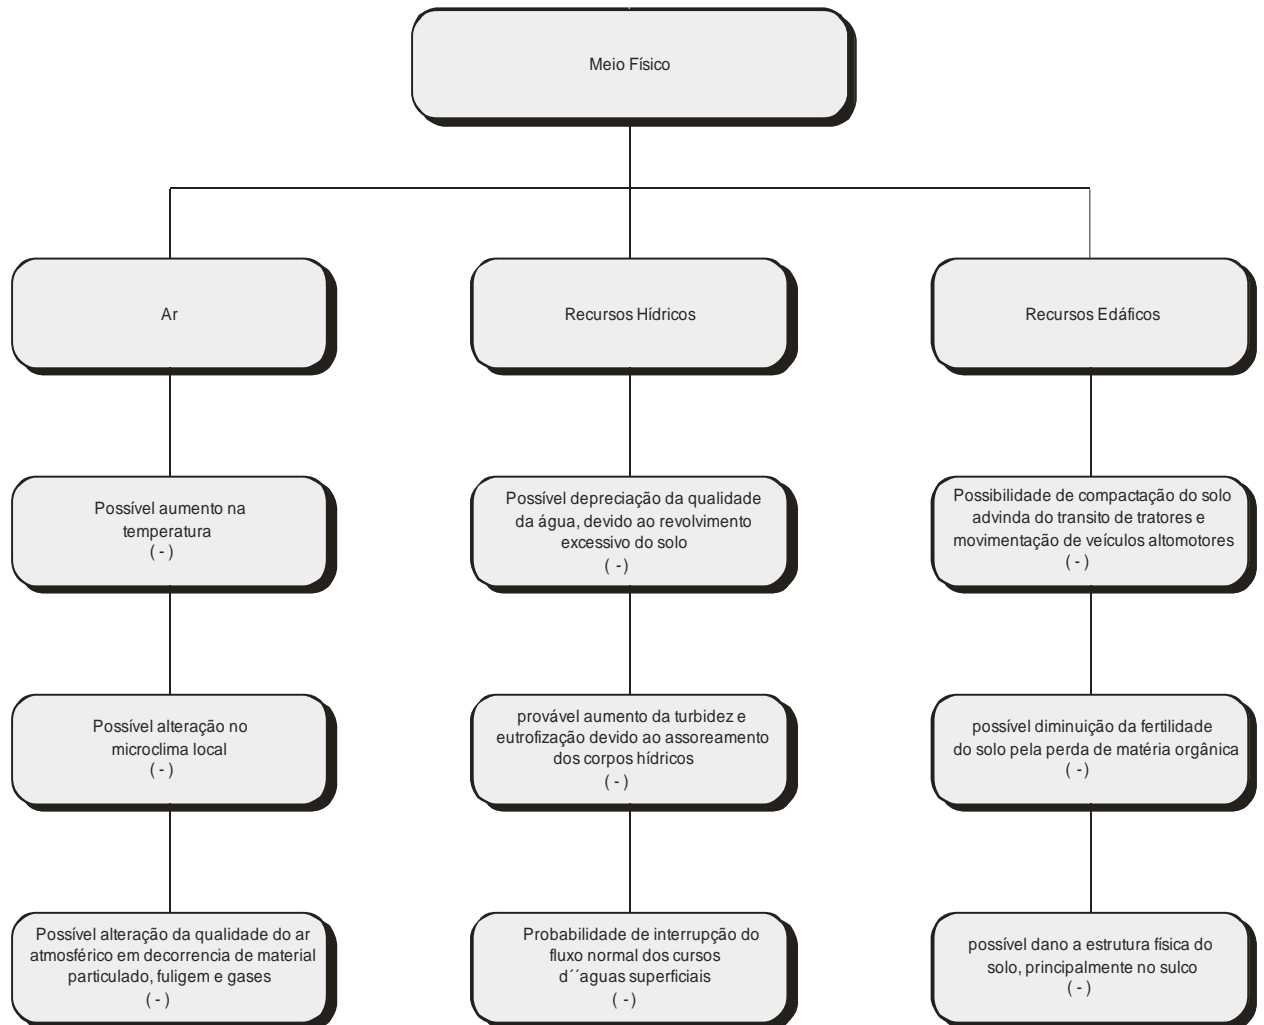 Meio Físico
Ar
Recursos Hídricos
Recursos Edáficos
Possível aumento na
temperatura
( - )
Possível depreciação da qualidade
da água, devido ao revolvimento
excessivo do solo
( -)
Possibilidade de compactação do solo
advinda do transito de tratores e
movimentação de veículos altomotores
( -)
Possível alteração no
microclima local
( - )
provável aumento da turbidez e
eutrofização devido ao assoreamento
dos corpos hídricos
( -)
possível diminuição da fertilidade
do solo pela perda de matéria orgânica
( -)
Possível alteração da qualidade do ar
atmosférico em decorrencia de material
particulado, fuligem e gases
( - )
Probabilidade de interrupção do
fluxo normal dos cursos
d´´aguas superficiais
( -)
possível dano a estrutura física do
solo, principalmente no sulco
( -)